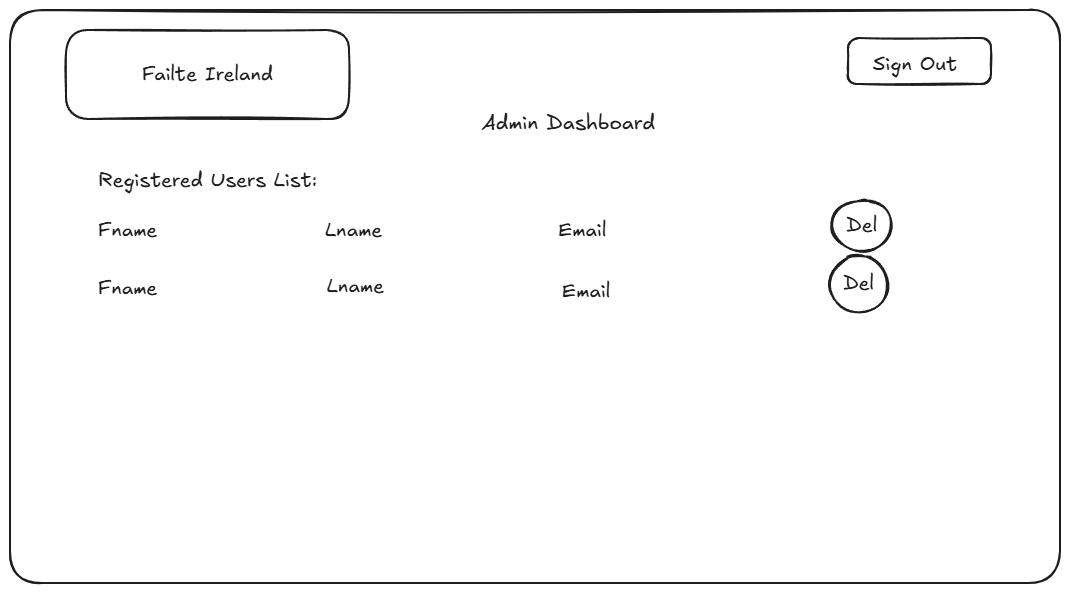 Failte Ireland
Sign Out
Admin Dashboard
Registered Users List:
Fname Lname Email Del
Fname Lname Email Del